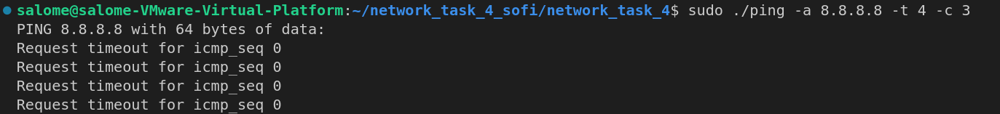 salome@salome-VMware-Virtual-Platform:~/network_task_4_sofi/network_task_4$ sudo ./ping -a 8.8.8.8 -t 4 -c 3
PING 8.8.8.8 with 64 bytes of data:
Request timeout for icmp_seq 0
Request timeout for icmp_seq 0
Request timeout for icmp_seq 0
Request timeout for icmp_seq 0